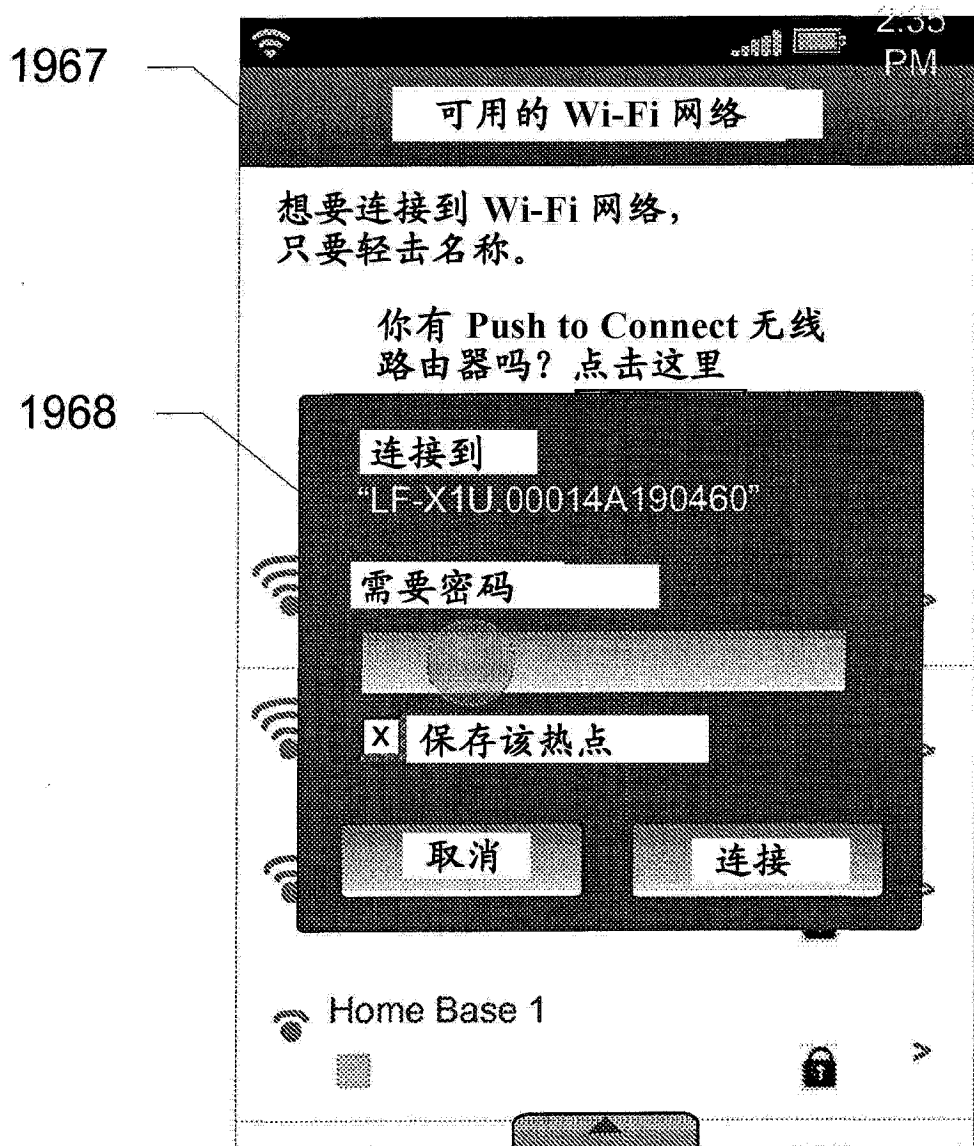 2:35
PM
1967
可用的 Wi-Fi 网络
想要连接到 Wi-Fi 网络，
只要轻击名称。
你有 Push to Connect 无线
路由器吗？点击这里
1968
连接到
“LF-X1U.00014A190460”
需要密码
X 保存该热点
取消
连接
Home Base 1